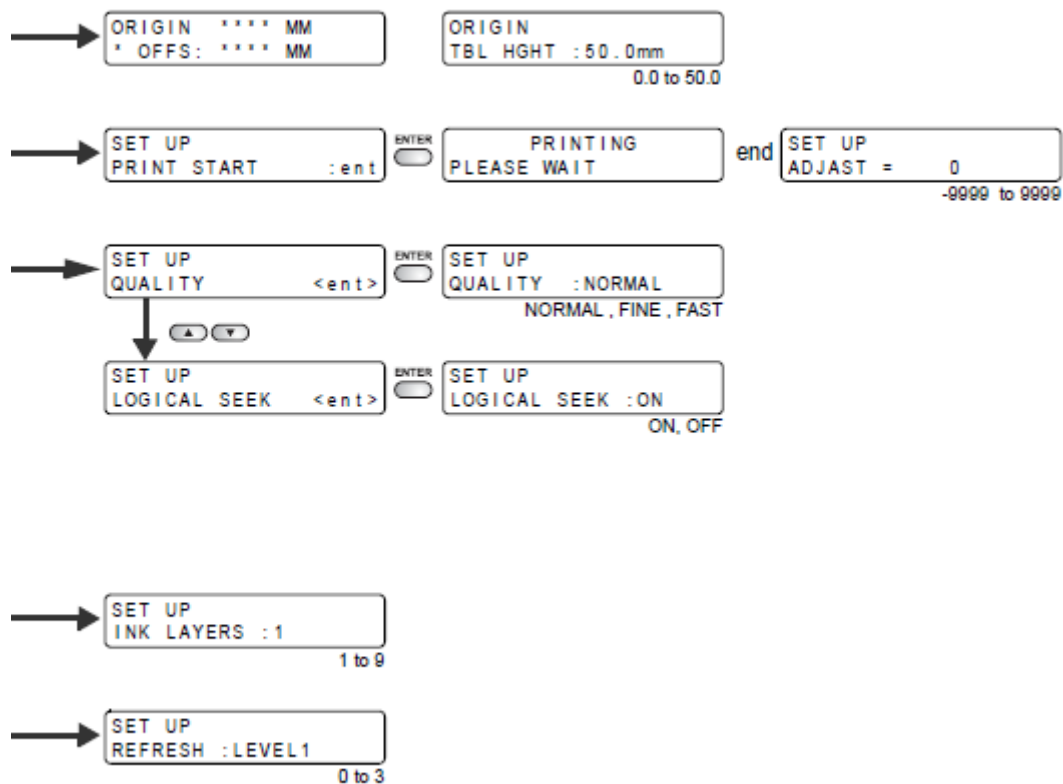 ORIGIN **** MM
* OFFS: **** MM
ORIGIN
TBL HGHT :50.0mm
0.0 to 50.0
SET UP
PRINT START :ent
ENTER
PRINTING
PLEASE WAIT
end
SET UP
ADJAST = 0
-9999 to 9999
SET UP
QUALITY <ent>
ENTER
SET UP
QUALITY :NORMAL
NORMAL , FINE , FAST
SET UP
LOGICAL SEEK <ent>
ENTER
SET UP
LOGICAL SEEK :ON
ON, OFF
SET UP
INK LAYERS :1
1 to 9
SET UP
REFRESH :LEVEL1
0 to 3